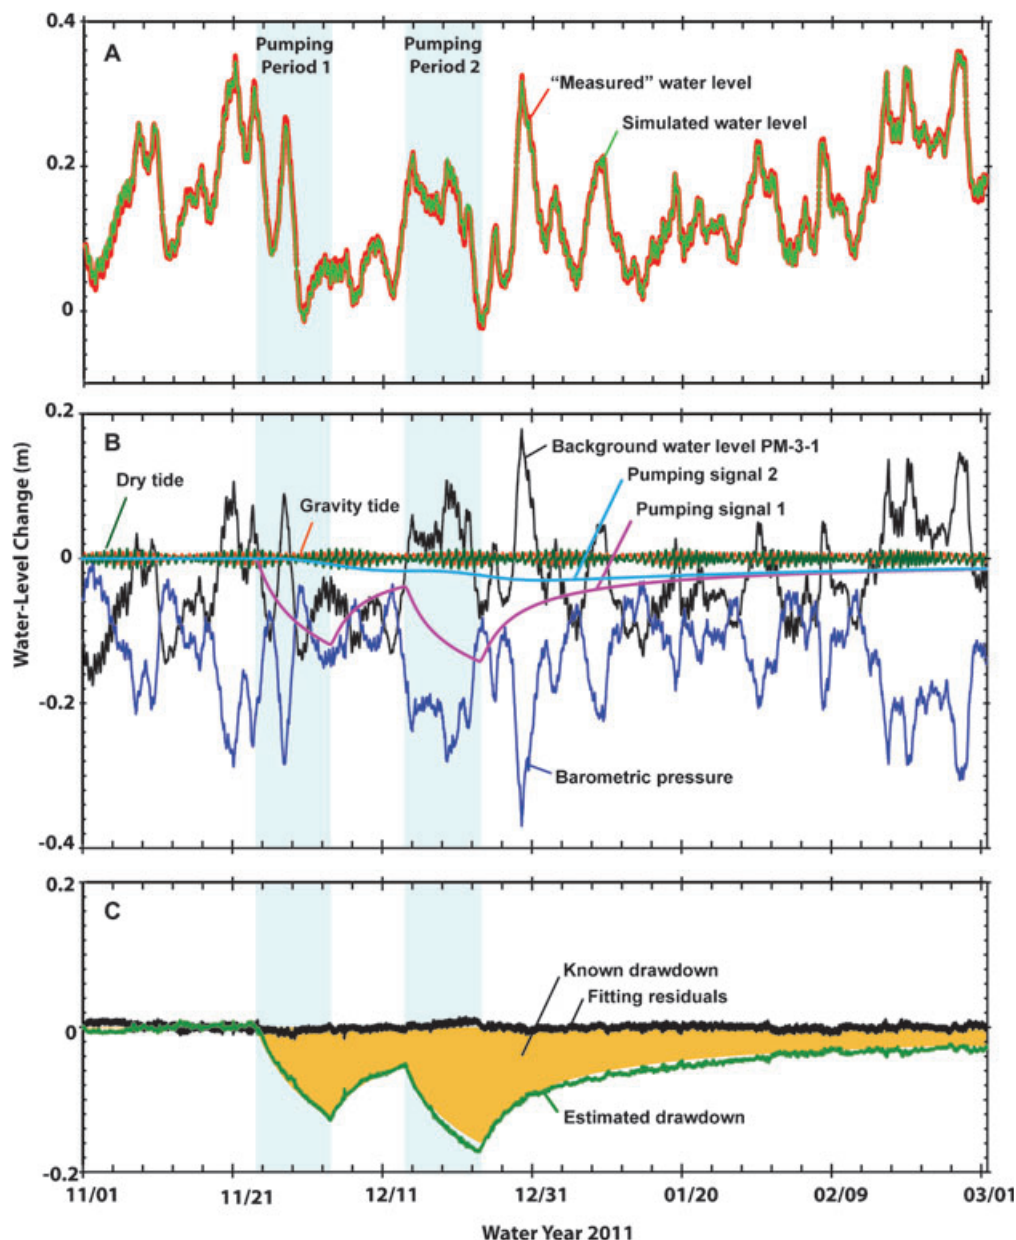 0.4
A
Pumping
Period 1
Pumping
Period 2
“Measured” water level
Simulated water level
0.2
0
0.2
B
Background water level PM-3-1
Dry tide
Gravity tide
Pumping signal 2
Pumping signal 1
0
-0.2
Barometric pressure
-0.4
Water-Level Change (m)
0.2
C
Known drawdown
Fitting residuals
0
Estimated drawdown
-0.2
11/01
11/21
12/11
12/31
01/20
02/09
03/01
Water Year 2011